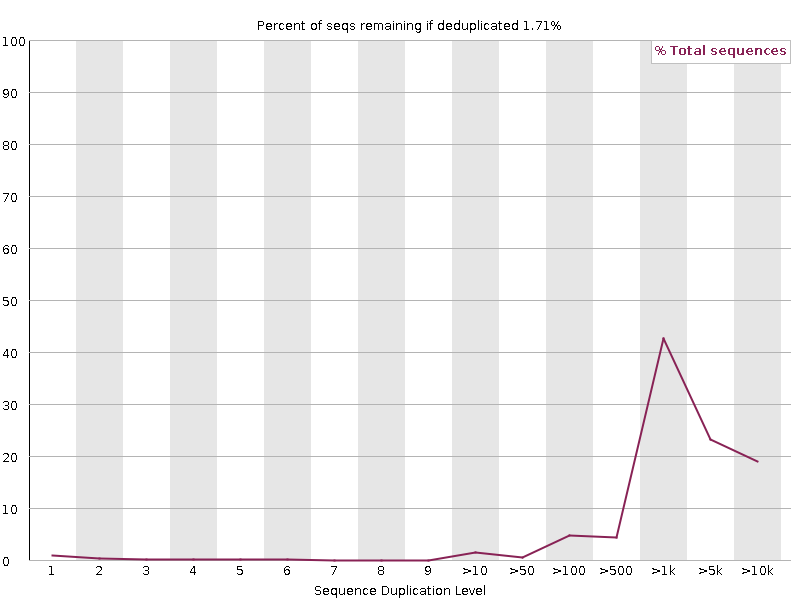 Percent of seqs remaining if deduplicated 1.71%
% Total sequences
100
90
80
70
60
50
40
30
20
10
0
1 2 3 4 5 6 7 8 9 >10 >50 >100 >500 >1k >5k >10k
Sequence Duplication Level